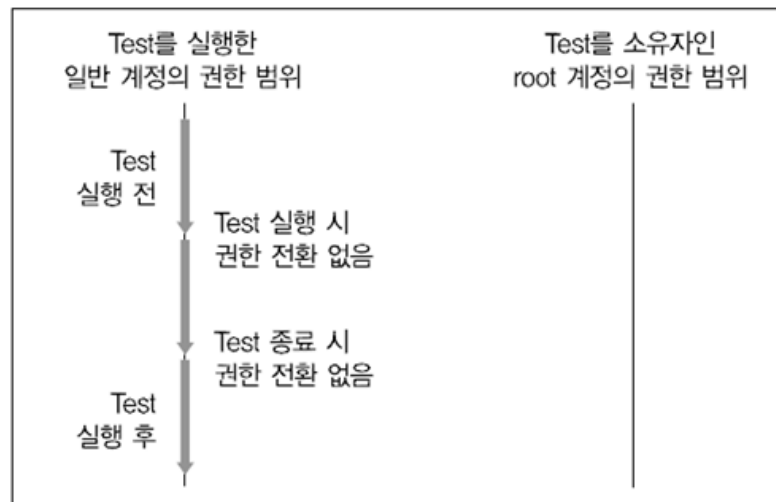 Test를 실행한
일반 계정의 권한 범위
Test를 소유자인
root 계정의 권한 범위
Test
실행 전
Test 실행 시
권한 전환 없음
Test 종료 시
권한 전환 없음
Test
실행 후